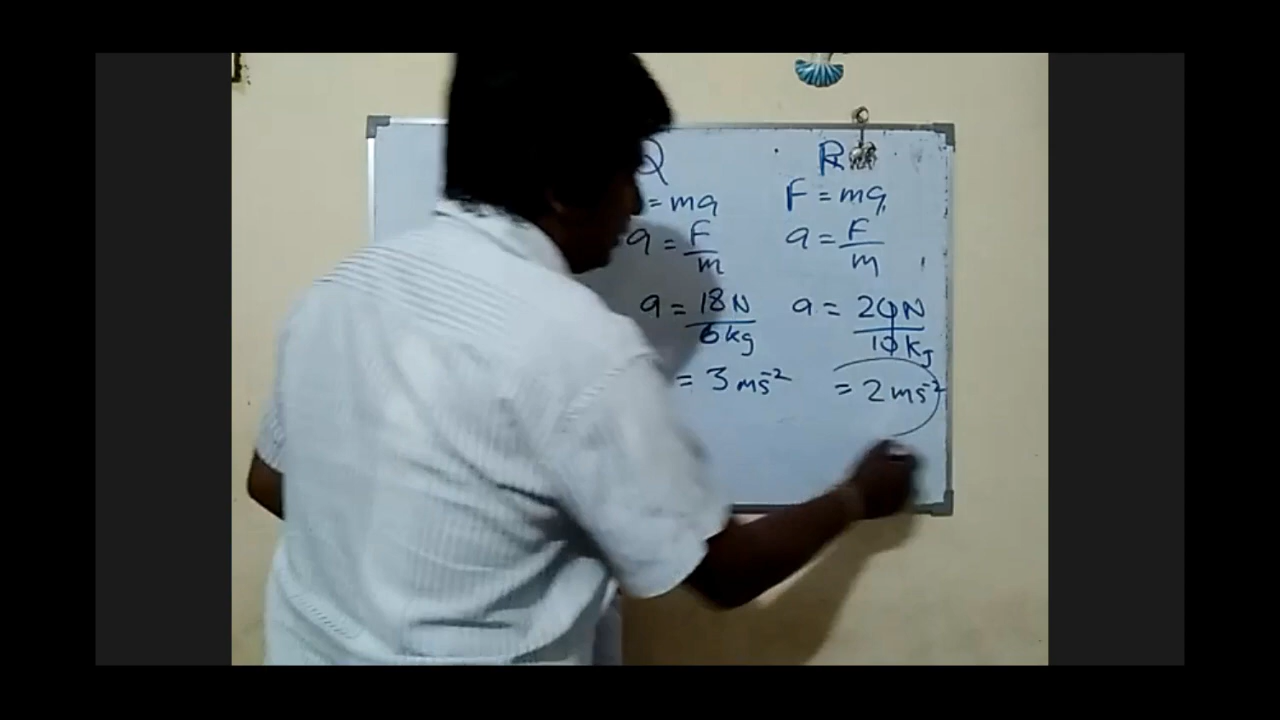 Q
= ma
a = F/m
a = 18N/6kg
= 3 ms⁻²
R
F = ma
a = F/m
a = 20N/10kg
= 2 ms⁻²